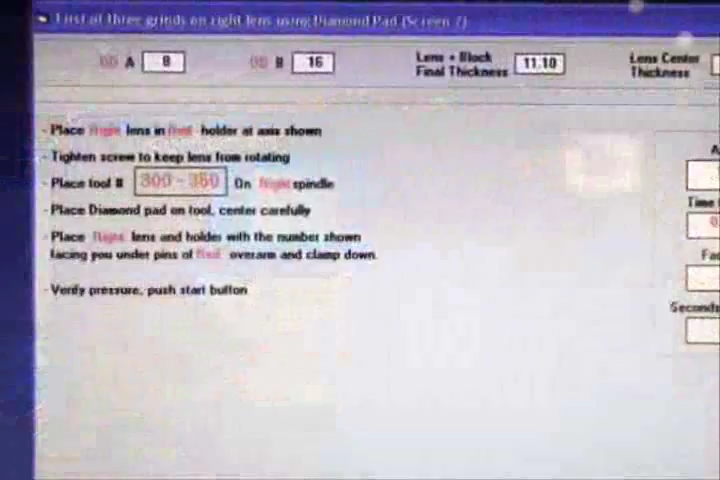 First of three grinds on right lens using Diamond Pad (Screen 7)
OD A 8 OD B 16 Lens + Block Final Thickness 11.10 Lens Center Thickness
- Place Right lens in Red holder at axis shown
- Tighten screw to keep lens from rotating
- Place tool # 300 - 350 On Right spindle
- Place Diamond pad on tool, center carefully
- Place Right lens and holder with the number shown
facing you under pins of Red overarm and clamp down.
- Verify pressure, push start button
A
Time
0
Seconds